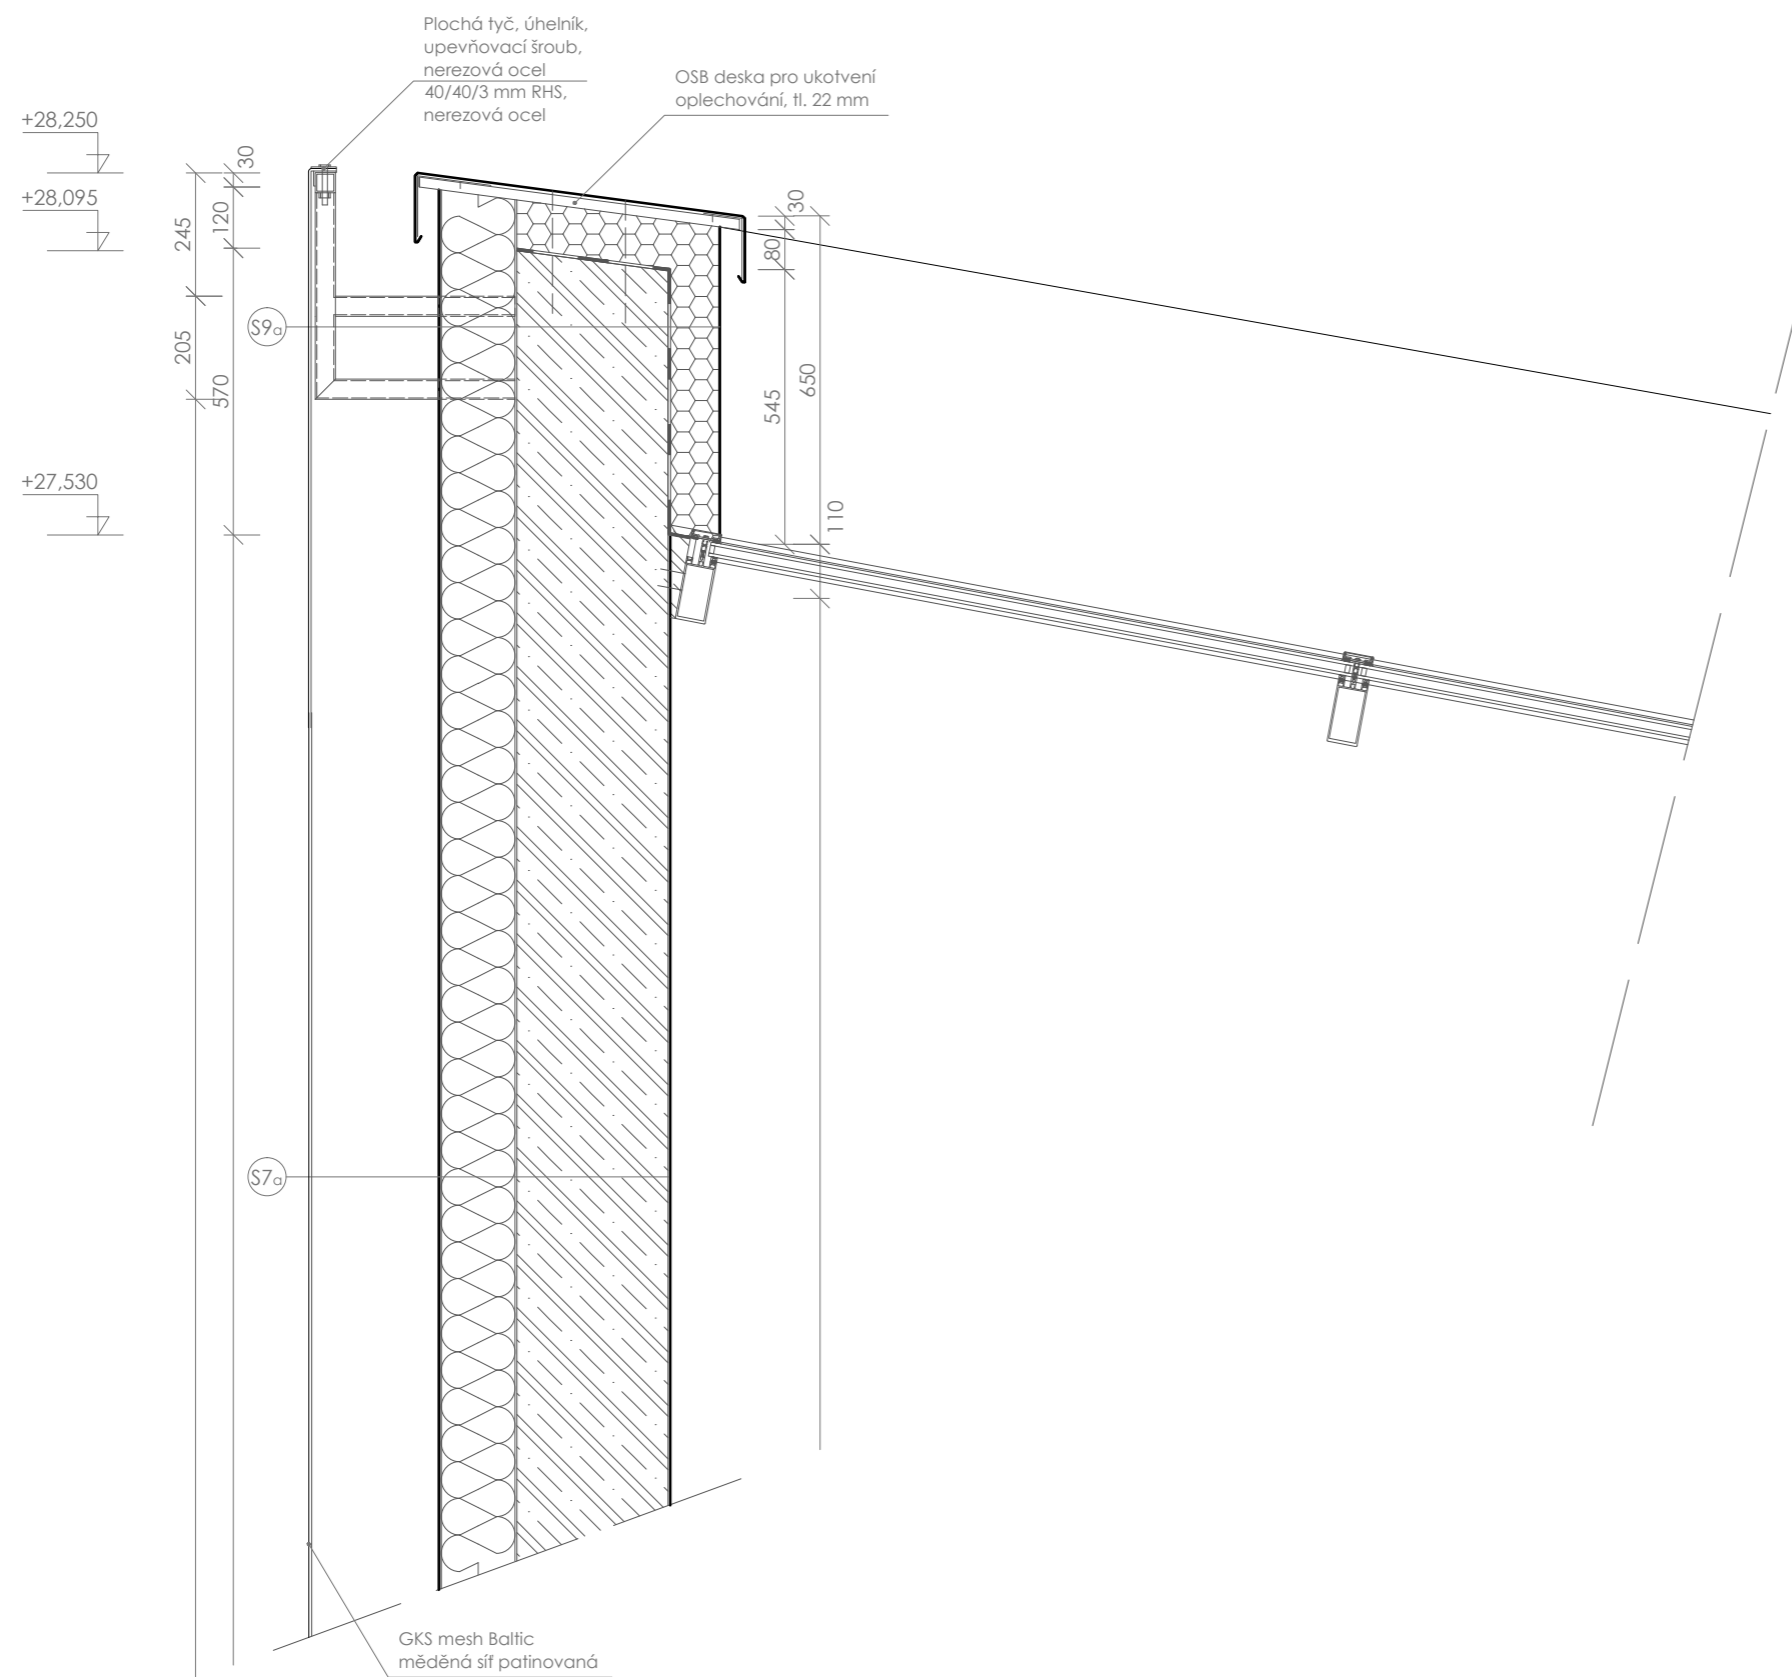 Plochá tyč, úhelník,
upevňovací šroub,
nerezová ocel
40/40/3 mm RHS,
nerezová ocel
OSB deska pro ukotvení
oplechování, tl. 22 mm
+28,250
+28,095
+27,530
30
120
245
205
570
30
80
545
650
110
S9a
S7a
GKS mesh Baltic
měděná síť patinovaná